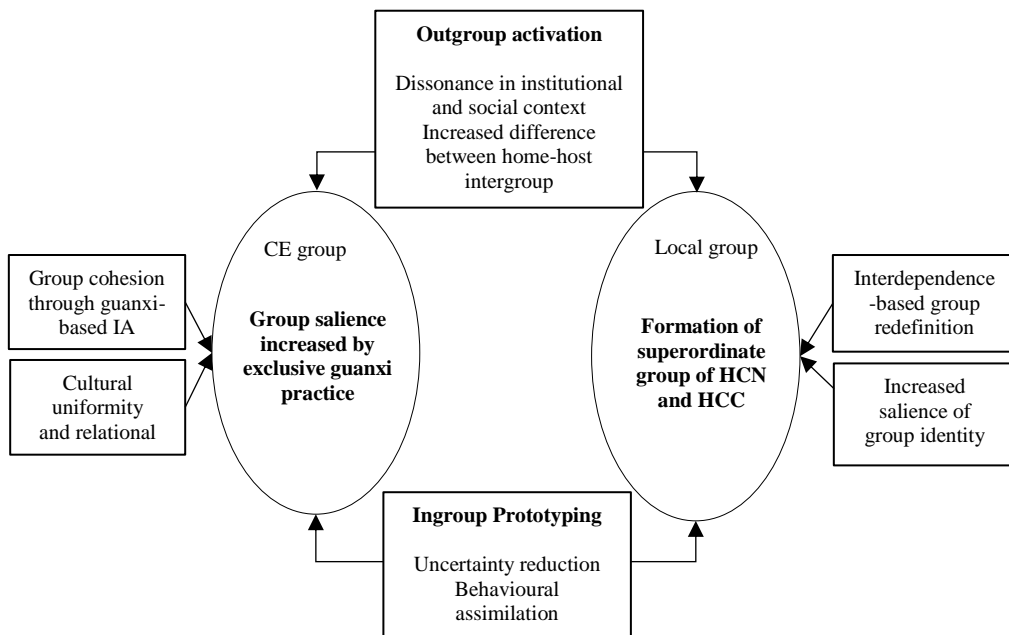 Outgroup activation
Dissonance in institutional
and social context
Increased difference
between home-host
intergroup
CE group
Group salience
increased by
exclusive guanxi
practice
Local group
Formation of
superordinate
group of HCN
and HCC
Group cohesion
through guanxi-
based IA
Cultural
uniformity
and relational
Interdependence
-based group
redefinition
Increased
salience of
group identity
Ingroup Prototyping
Uncertainty reduction
Behavioural
assimilation